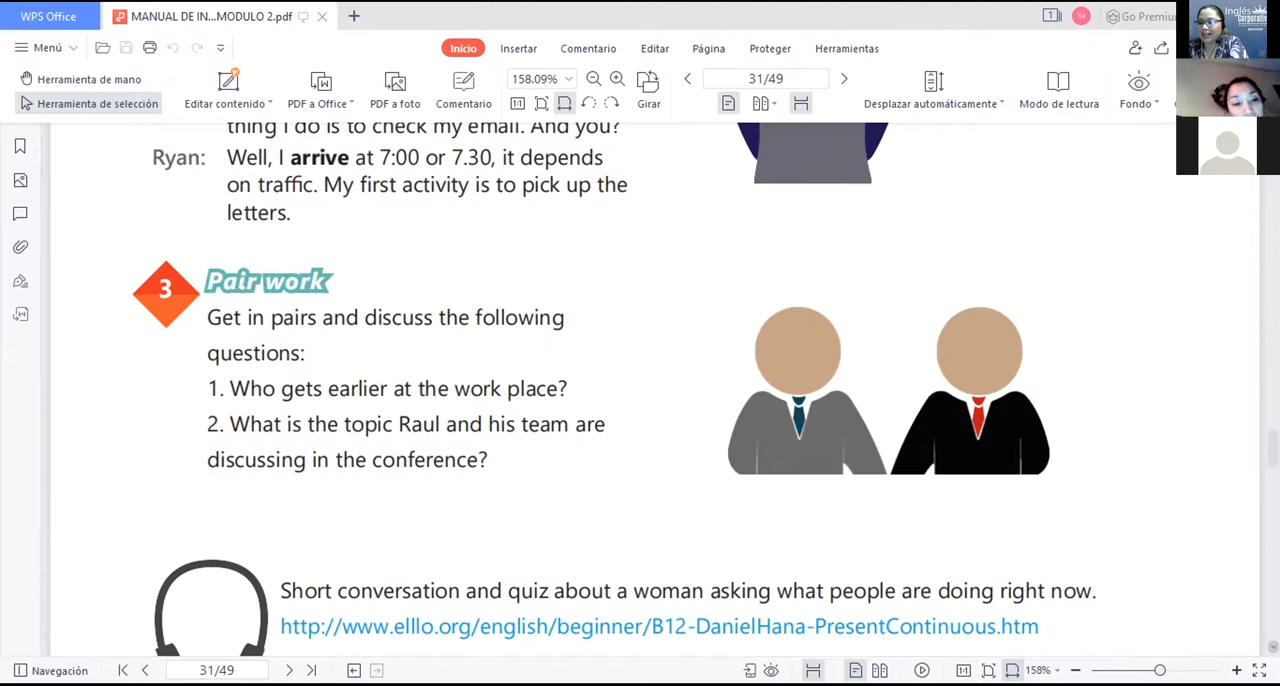 WPS Office
MANUAL DE IN...MODULO 2.pdf
1
Sa
Go Premium
Inglés
Corporativo
Menú
Inicio
Insertar
Comentario
Editar
Página
Proteger
Herramientas
Herramienta de mano
Herramienta de selección
Editar contenido
PDF a Office
PDF a foto
Comentario
158.09%
Girar
31/49
Desplazar automáticamente
Modo de lectura
Fondo
thing I do is to check my email. And you?
Ryan: Well, I arrive at 7:00 or 7.30, it depends
on traffic. My first activity is to pick up the
letters.
3 Pair work
Get in pairs and discuss the following
questions:
1. Who gets earlier at the work place?
2. What is the topic Raul and his team are
discussing in the conference?
Short conversation and quiz about a woman asking what people are doing right now.
http://www.elllo.org/english/beginner/B12-DanielHana-PresentContinuous.htm
Navegación
31/49
158%